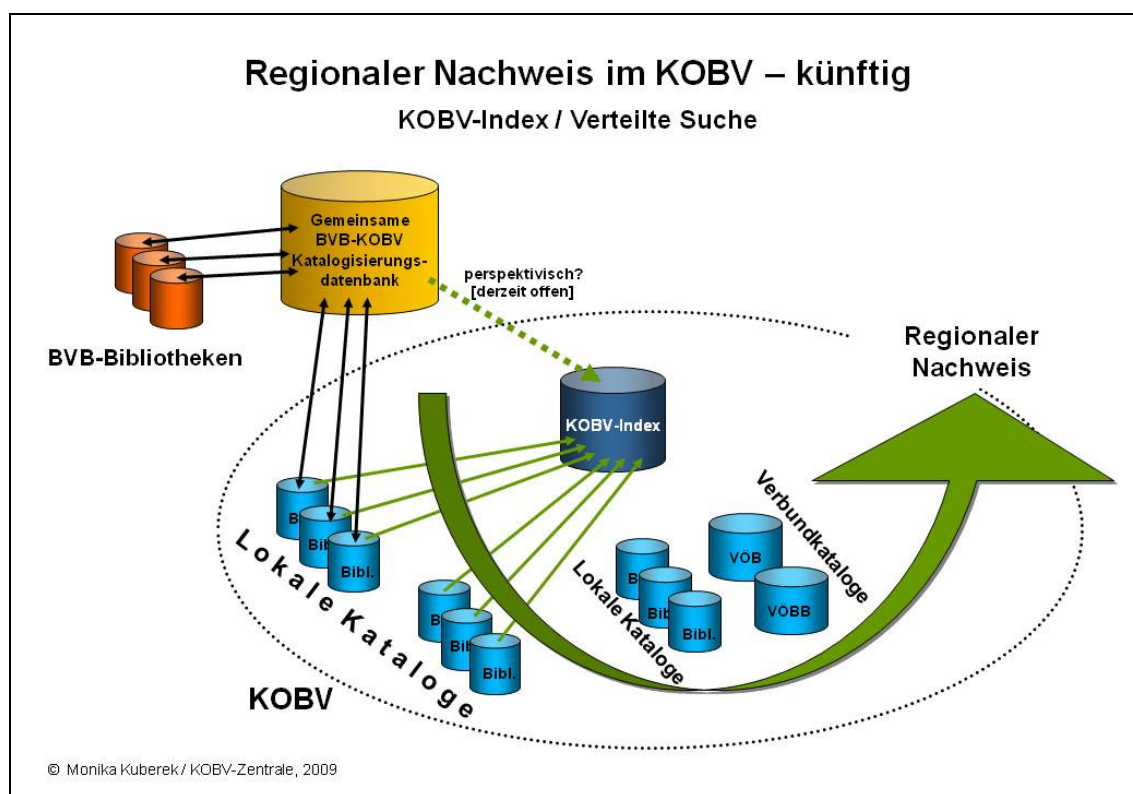 Regionaler Nachweis im KOBV – künftig
KOBV-Index / Verteilte Suche
Gemeinsame
BVB-KOBV
Katalogisierungs-
datenbank
perspektivisch?
[derzeit offen]
BVB-Bibliotheken
Regionaler
Nachweis
KOBV-Index
Bibl.
Lokale Kataloge
Bibl.
Lokale Kataloge
Bibl.
VÖB
VÖBB
Verbundkataloge
KOBV
© Monika Kuberek / KOBV-Zentrale, 2009